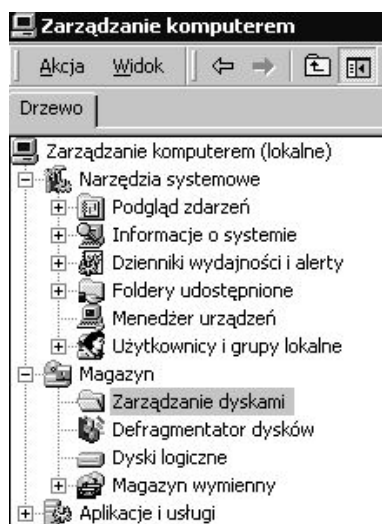 Zarządzanie komputerem
Akcja Widok
Drzewo
Zarządzanie komputerem (lokalne)
Narzędzia systemowe
Podgląd zdarzeń
Informacje o systemie
Dzienniki wydajności i alerty
Foldery udostępnione
Menedżer urządzeń
Użytkownicy i grupy lokalne
Magazyn
Zarządzanie dyskami
Defragmentator dysków
Dyski logiczne
Magazyn wymienny
Aplikacje i usługi